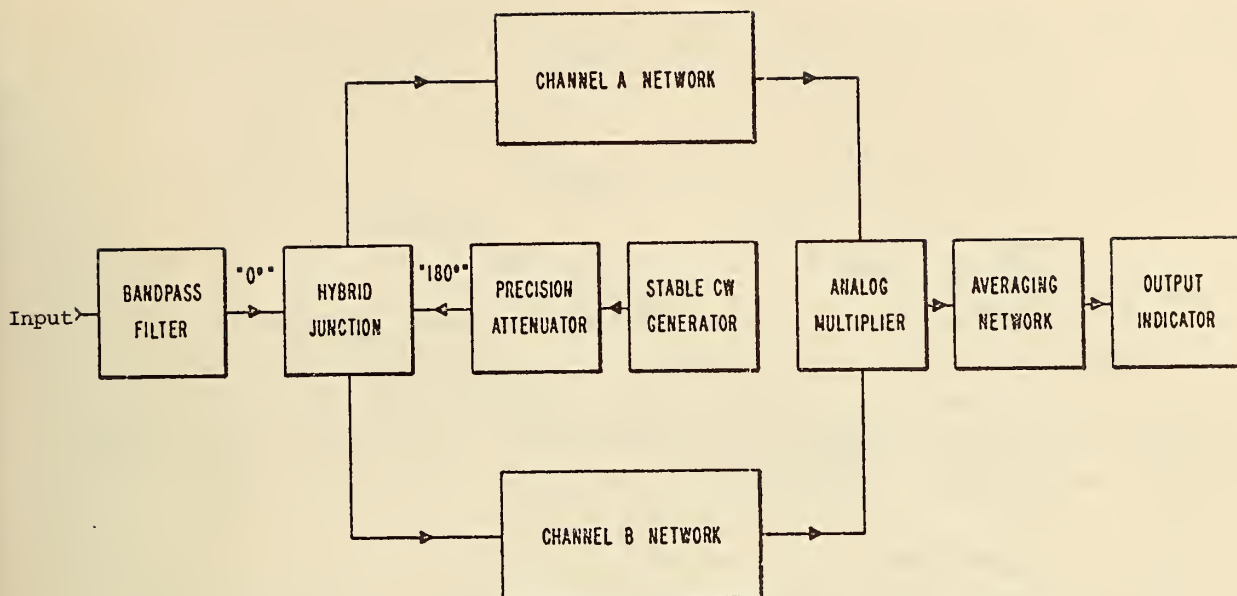 CHANNEL A NETWORK
Input
BANDPASS
FILTER
"0°"
HYBRID
JUNCTION
"180°"
PRECISION
ATTENUATOR
STABLE CW
GENERATOR
ANALOG
MULTIPLIER
AVERAGING
NETWORK
OUTPUT
INDICATOR
CHANNEL B NETWORK